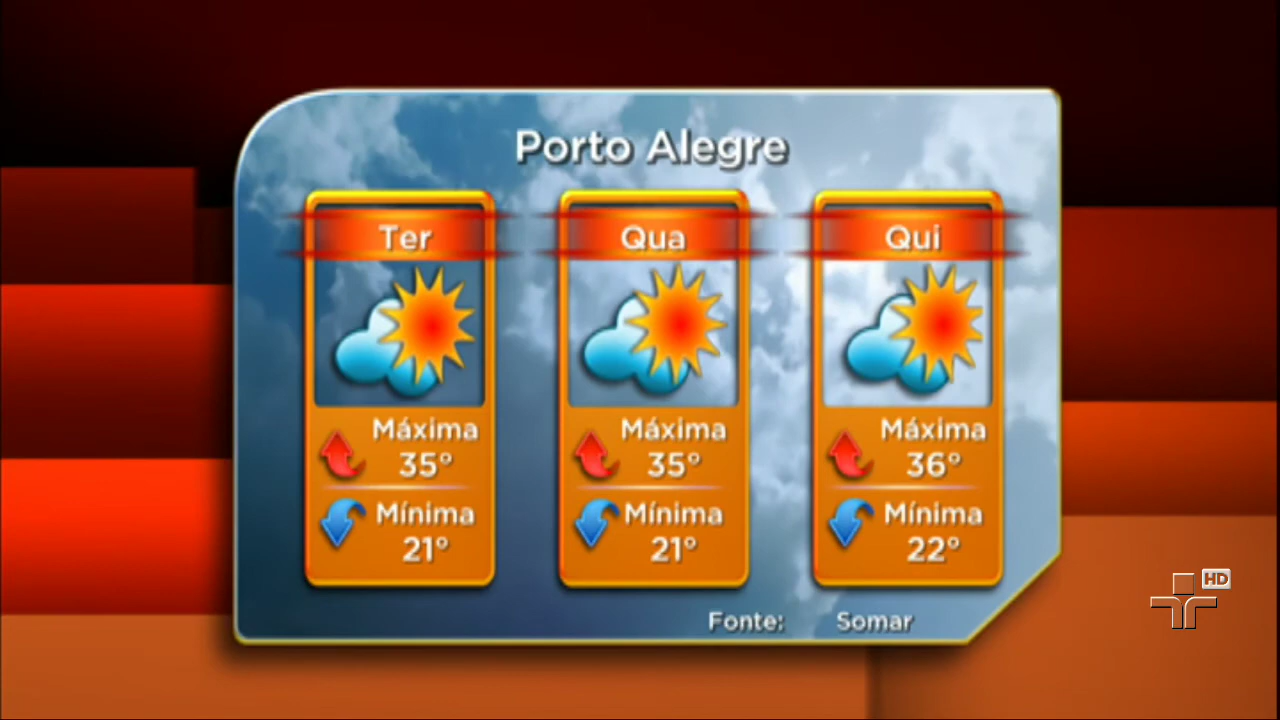 Porto Alegre
Ter
Máxima
35°
Mínima
21°
Qua
Máxima
35°
Mínima
21°
Qui
Máxima
36°
Mínima
22°
Fonte: Somar
HD